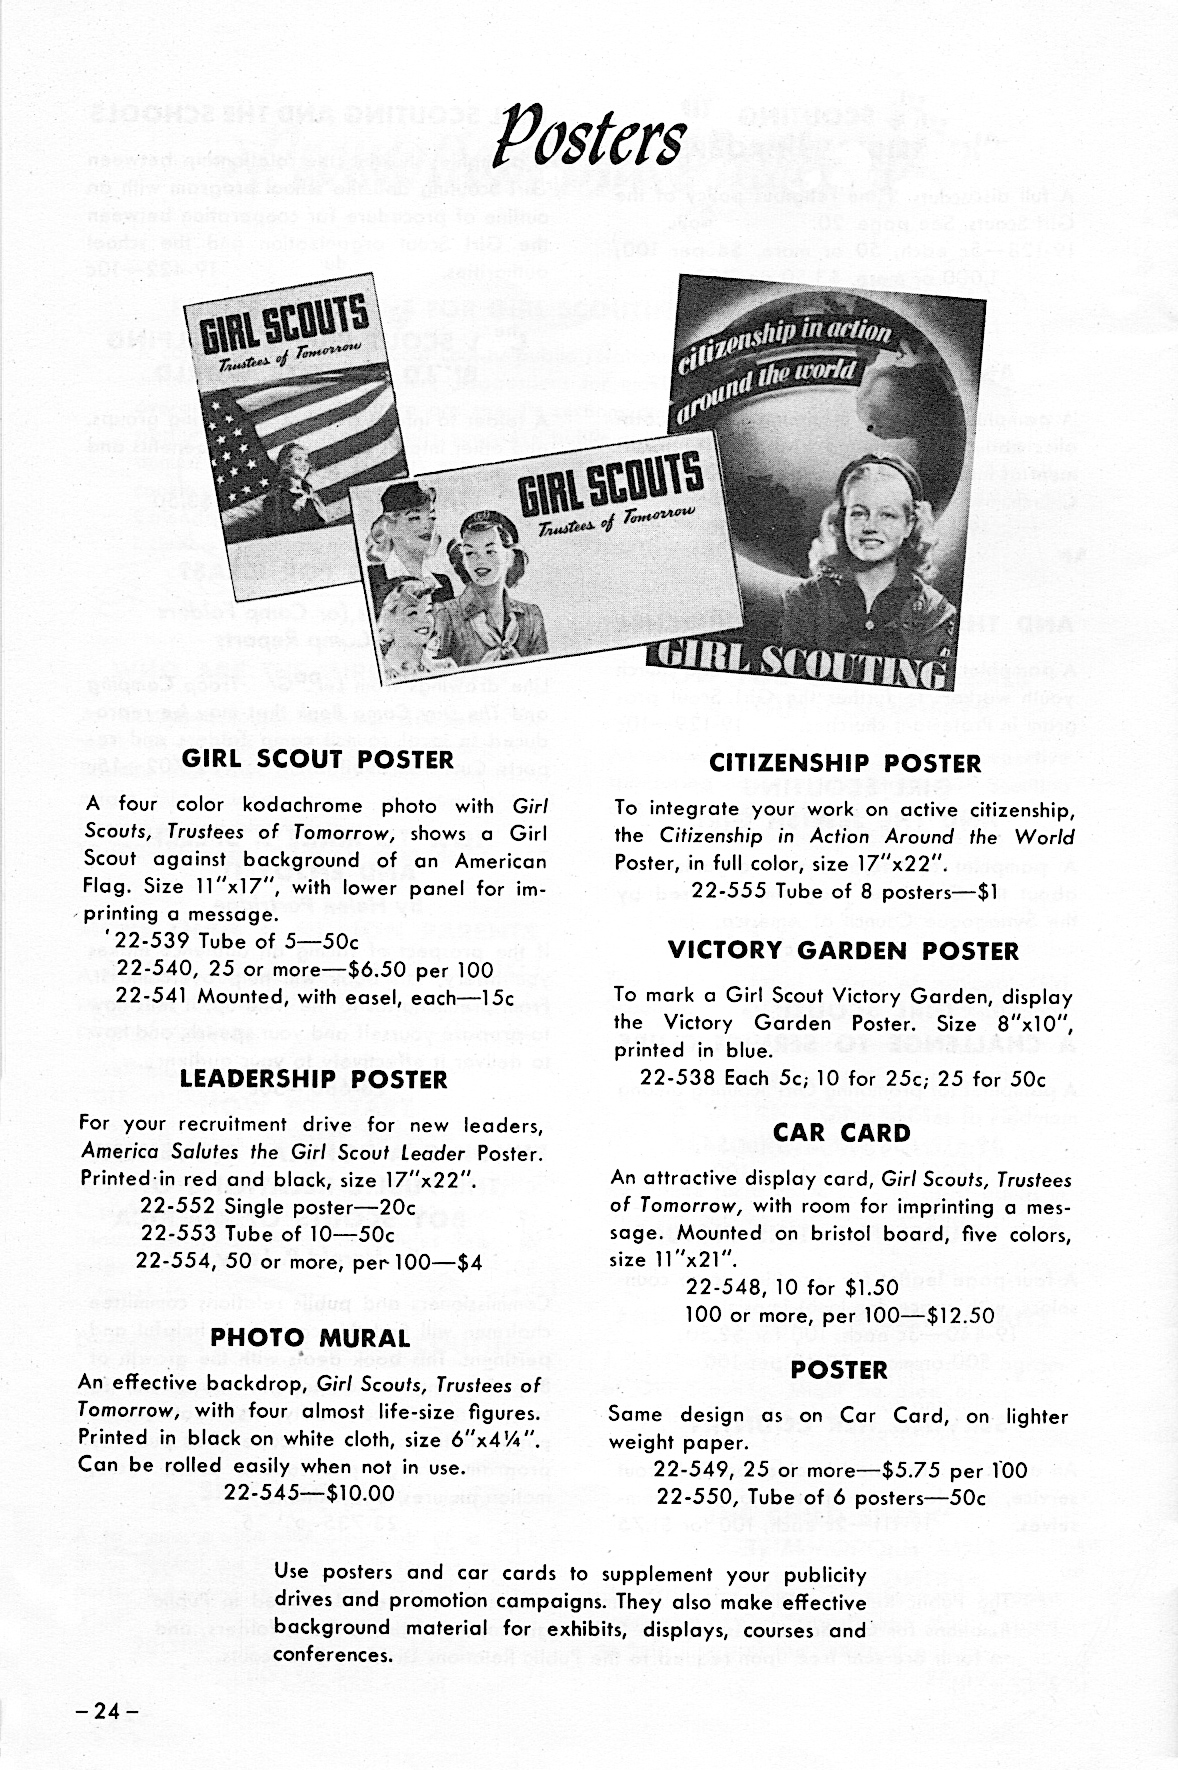 Posters
GIRL SCOUTS
Trustees of Tomorrow
citizenship in action
around the world
GIRL SCOUTS
Trustees of Tomorrow
GIRL SCOUTING
GIRL SCOUT POSTER
A four color kodachrome photo with Girl
Scouts, Trustees of Tomorrow, shows a Girl
Scout against background of an American
Flag. Size 11"x17", with lower panel for im-
printing a message.
22-539 Tube of 5—50c
22-540, 25 or more—$6.50 per 100
22-541 Mounted, with easel, each—15c
LEADERSHIP POSTER
For your recruitment drive for new leaders,
America Salutes the Girl Scout Leader Poster.
Printed in red and black, size 17"x22".
22-552 Single poster—20c
22-553 Tube of 10—50c
22-554, 50 or more, per 100—$4
PHOTO MURAL
An effective backdrop, Girl Scouts, Trustees of
Tomorrow, with four almost life-size figures.
Printed in black on white cloth, size 6"x4¼".
Can be rolled easily when not in use.
22-545—$10.00
CITIZENSHIP POSTER
To integrate your work on active citizenship,
the Citizenship in Action Around the World
Poster, in full color, size 17"x22".
22-555 Tube of 8 posters—$1
VICTORY GARDEN POSTER
To mark a Girl Scout Victory Garden, display
the Victory Garden Poster. Size 8"x10",
printed in blue.
22-538 Each 5c; 10 for 25c; 25 for 50c
CAR CARD
An attractive display card, Girl Scouts, Trustees
of Tomorrow, with room for imprinting a mes-
sage. Mounted on bristol board, five colors,
size 11"x21".
22-548, 10 for $1.50
100 or more, per 100—$12.50
POSTER
Same design as on Car Card, on lighter
weight paper.
22-549, 25 or more—$5.75 per 100
22-550, Tube of 6 posters—50c
Use posters and car cards to supplement your publicity
drives and promotion campaigns. They also make effective
background material for exhibits, displays, courses and
conferences.
-24-